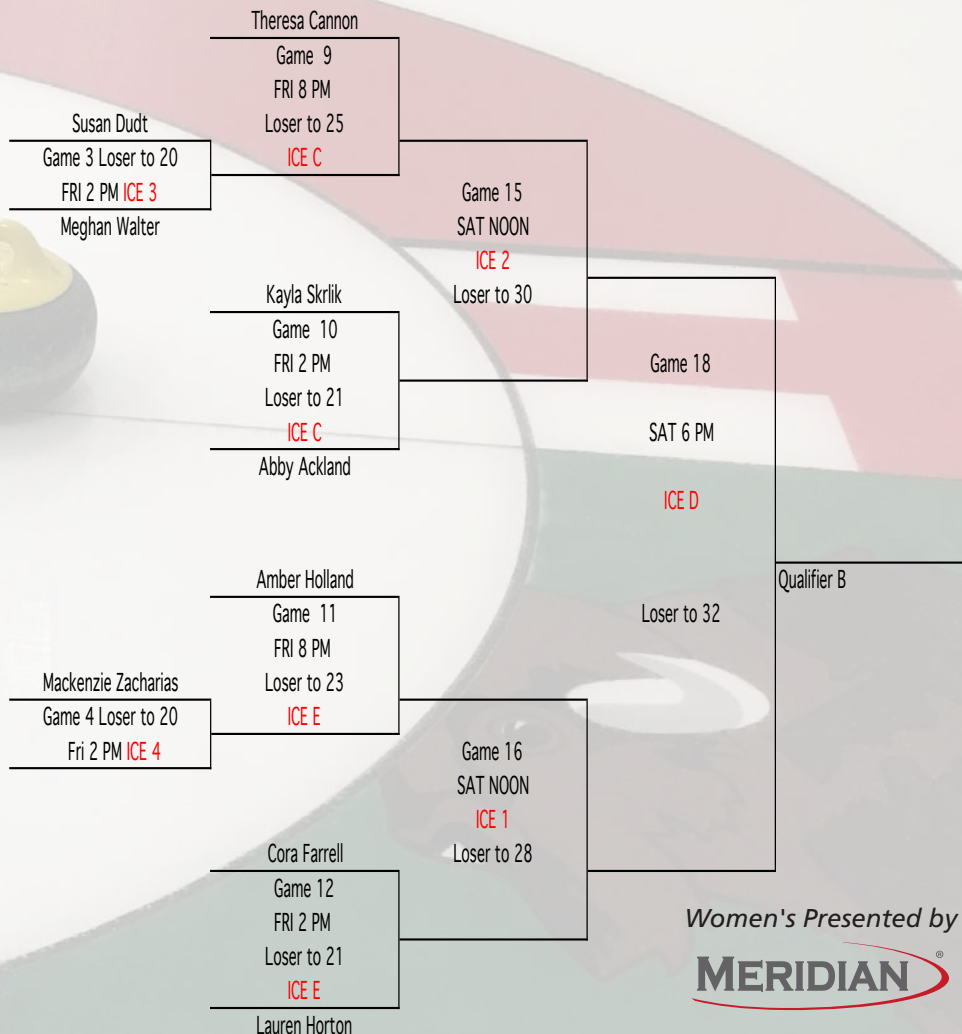 Theresa Cannon
Game 9
FRI 8 PM
Loser to 25
ICE C
Susan Dudt
Game 3 Loser to 20
FRI 2 PM ICE 3
Meghan Walter
Game 15
SAT NOON
ICE 2
Loser to 30
Kayla Skrlik
Game 10
FRI 2 PM
Loser to 21
ICE C
Abby Ackland
Game 18
SAT 6 PM
ICE D
Loser to 32
Qualifier B
Amber Holland
Game 11
FRI 8 PM
Loser to 23
ICE E
Mackenzie Zacharias
Game 4 Loser to 20
Fri 2 PM ICE 4
Game 16
SAT NOON
ICE 1
Loser to 28
Cora Farrell
Game 12
FRI 2 PM
Loser to 21
ICE E
Lauren Horton
Women's Presented by
MERIDIAN ®